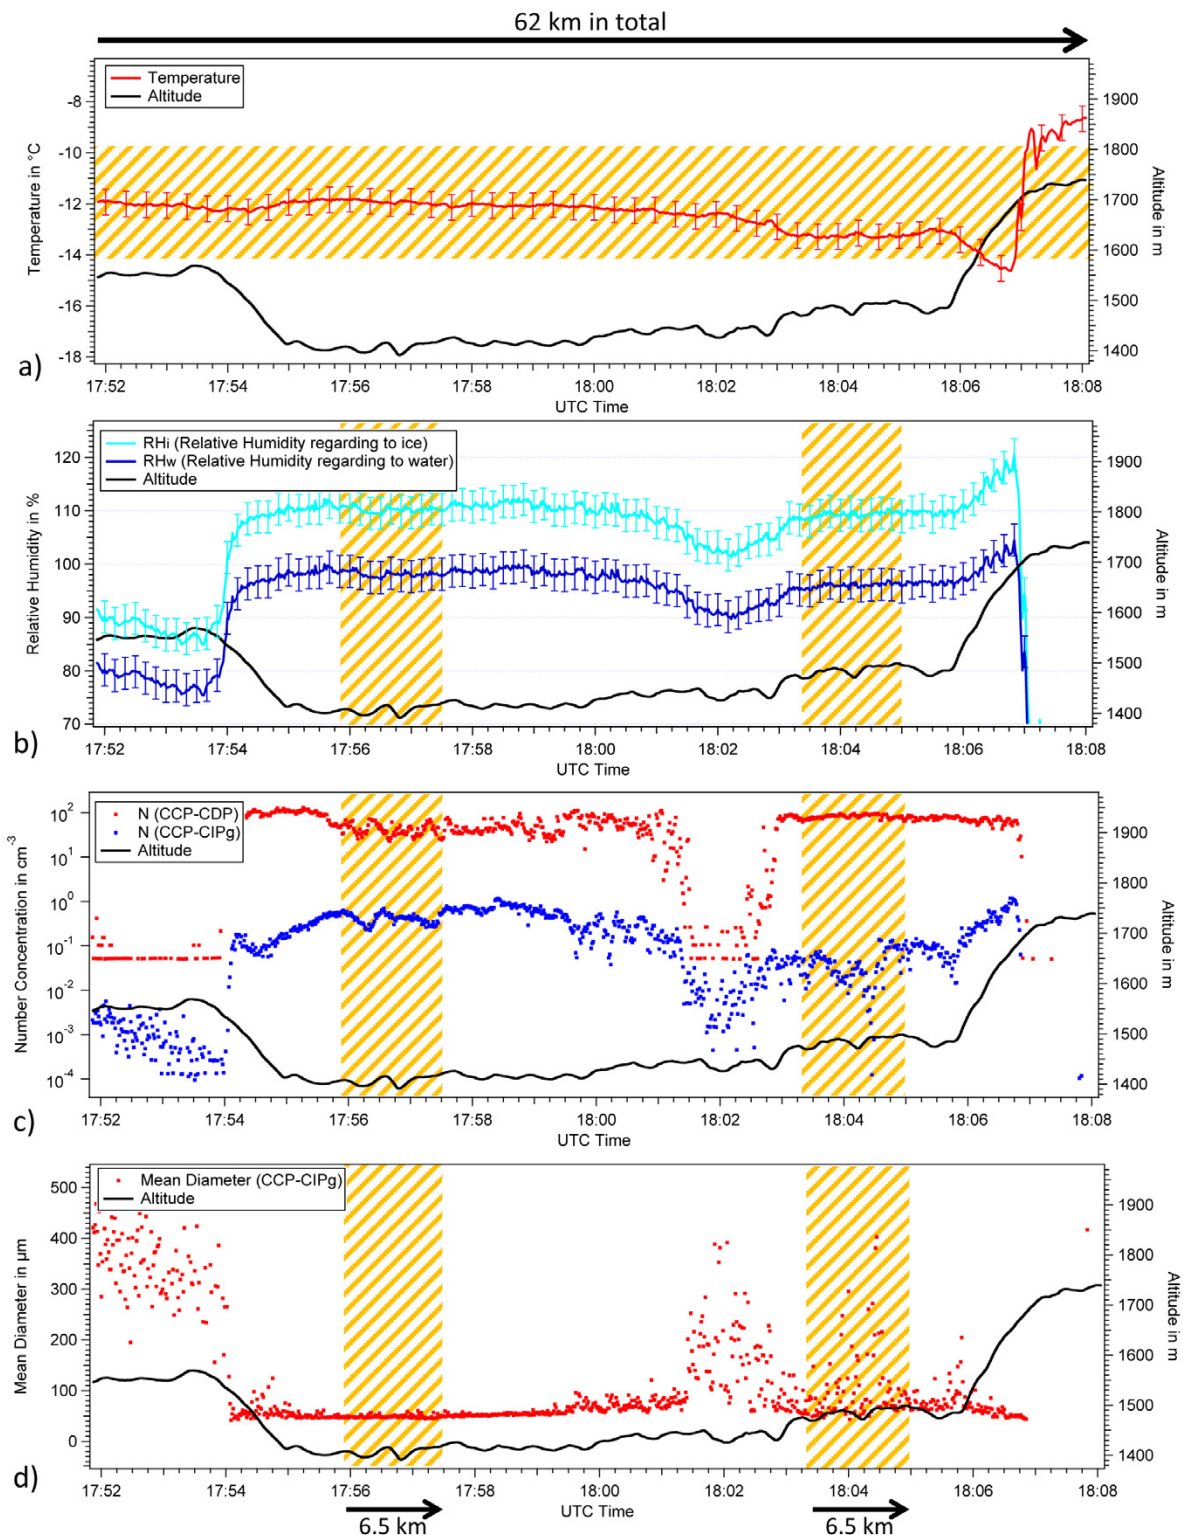 62 km in total
Temperature
Altitude
-8
-10
-12
-14
-16
-18
Temperature in °C
1900
1800
1700
1600
1500
1400
Altitude in m
a)
17:52 17:54 17:56 17:58 18:00 18:02 18:04 18:06 18:08
UTC Time
RHi (Relative Humidity regarding to ice)
RHw (Relative Humidity regarding to water)
Altitude
120
110
100
90
80
70
Relative Humidity in %
1900
1800
1700
1600
1500
1400
Altitude in m
b)
17:52 17:54 17:56 17:58 18:00 18:02 18:04 18:06 18:08
UTC Time
N (CCP-CDP)
N (CCP-CIPg)
Altitude
10²
10¹
10⁰
10⁻¹
10⁻²
10⁻³
10⁻⁴
Number Concentration in cm⁻³
1900
1800
1700
1600
1500
1400
Altitude in m
c)
17:52 17:54 17:56 17:58 18:00 18:02 18:04 18:06 18:08
UTC Time
Mean Diameter (CCP-CIPg)
Altitude
500
400
300
200
100
0
Mean Diameter in µm
1900
1800
1700
1600
1500
1400
Altitude in m
d)
17:52 17:54 17:56 17:58 18:00 18:02 18:04 18:06 18:08
UTC Time
6.5 km 6.5 km